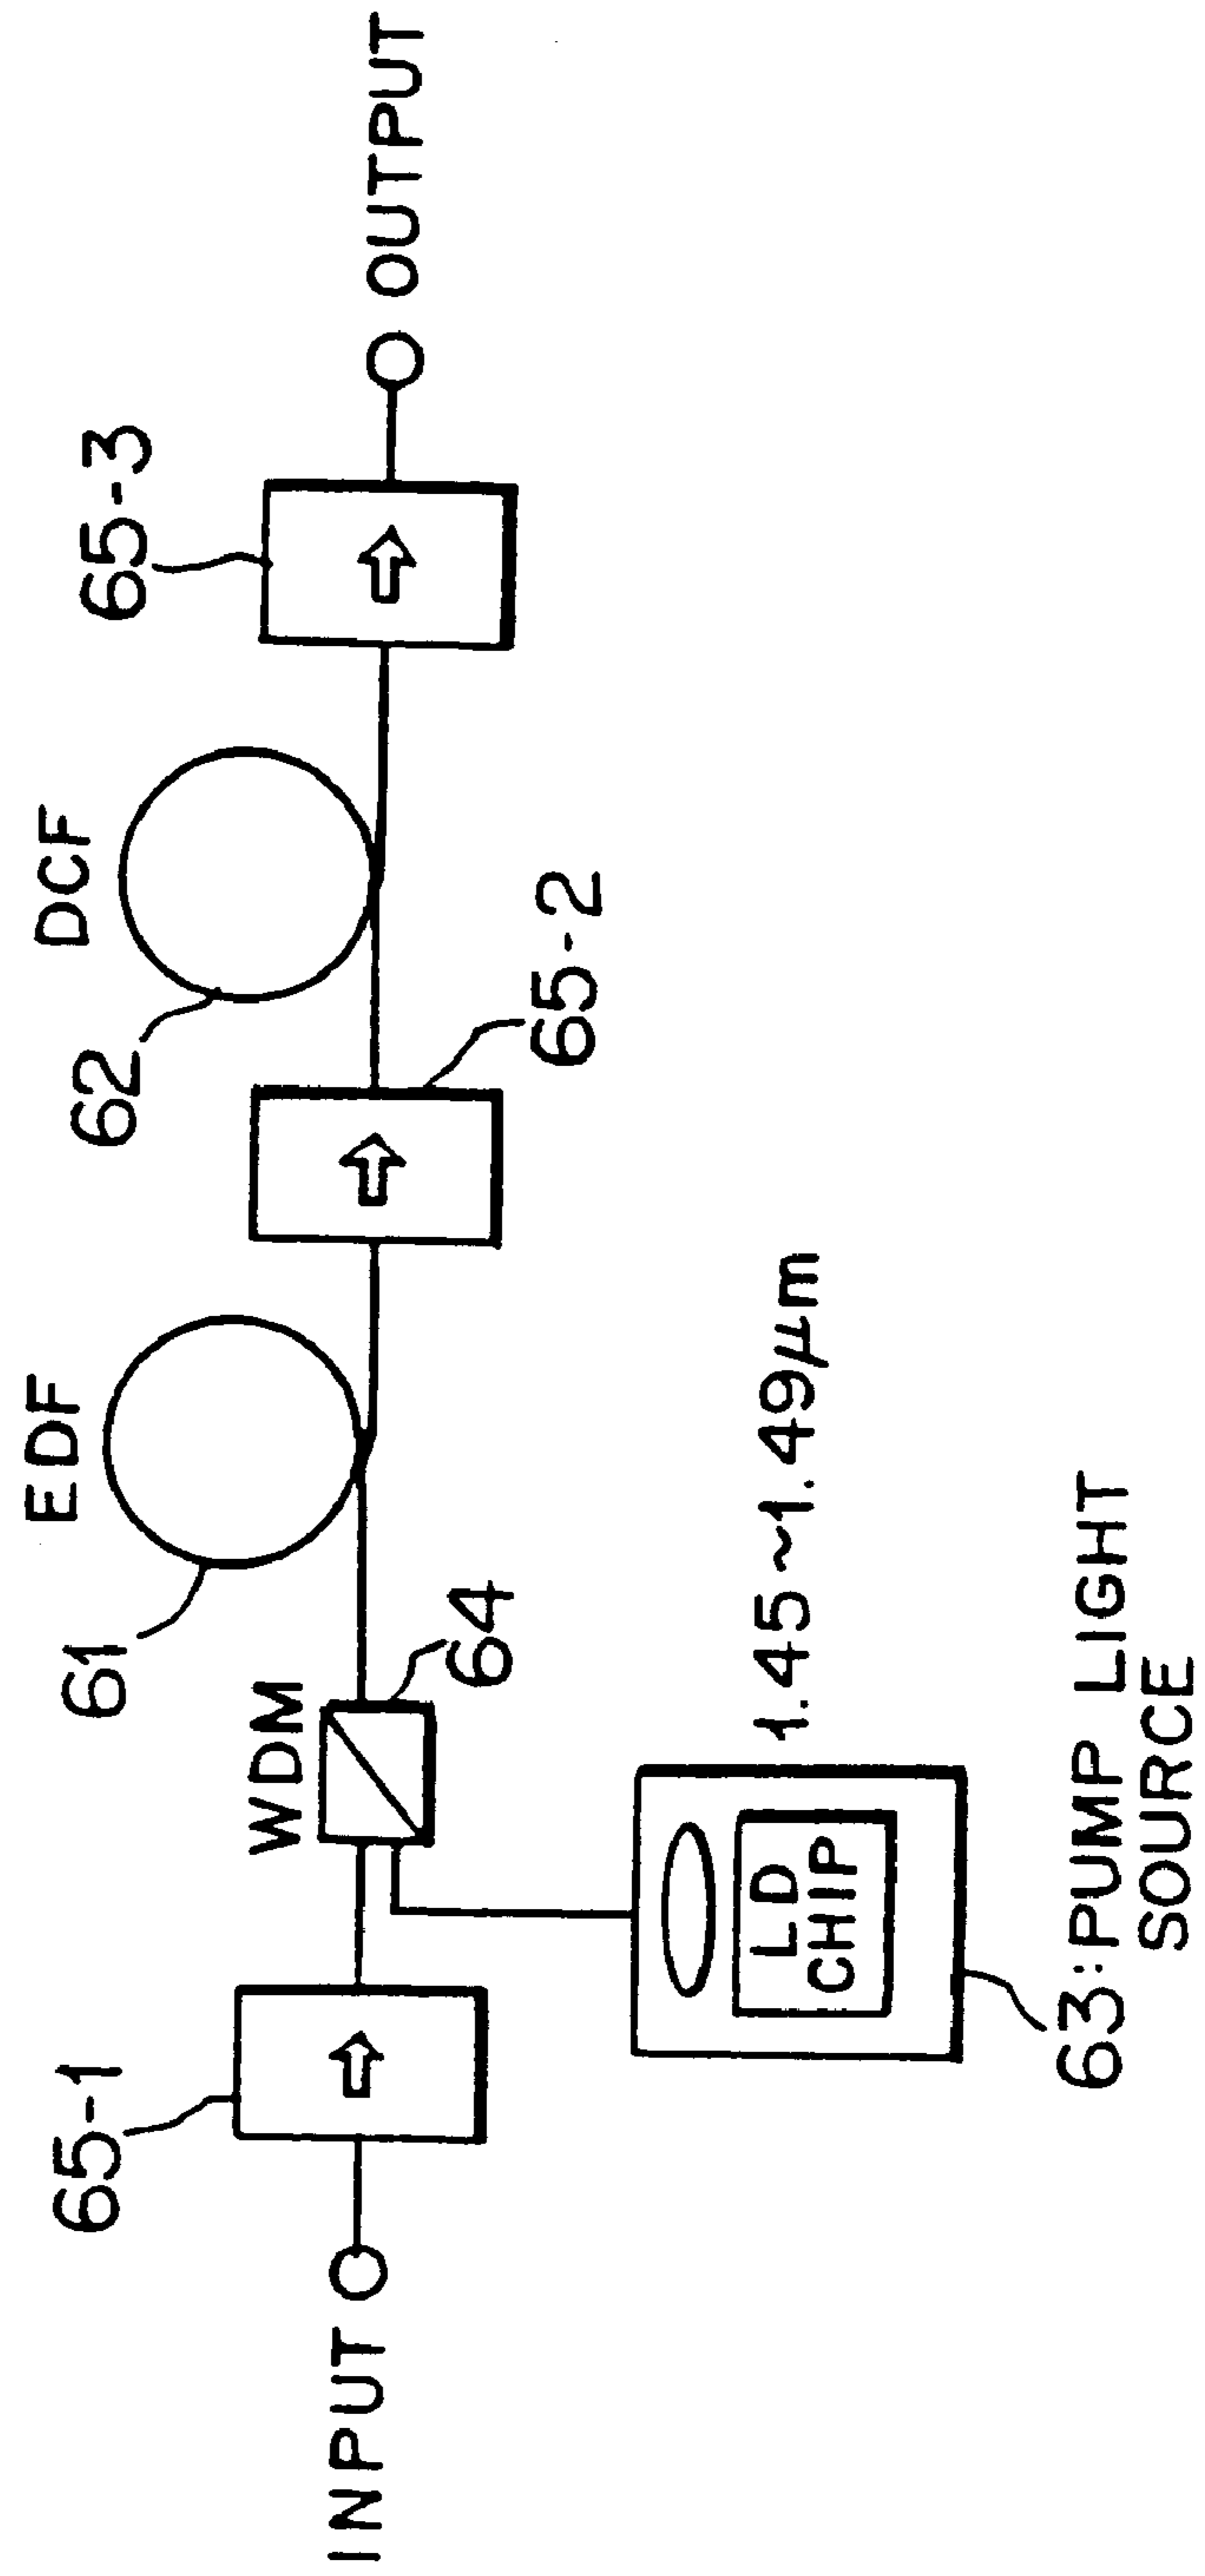 EDF
DCF
61
62
65-1
65-3
WDM
64
65-2
INPUT
OUTPUT
LD
CHIP
1.45~1.49μm
63:PUMP LIGHT
SOURCE